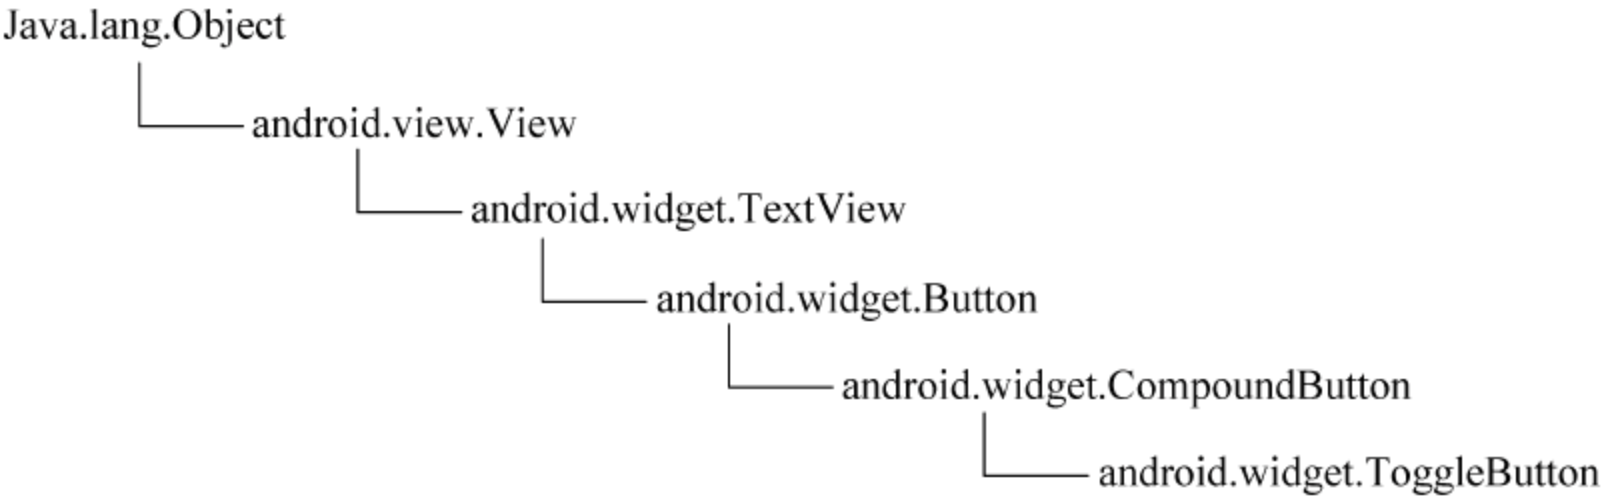 Java.lang.Object
android.view.View
android.widget.TextView
android.widget.Button
android.widget.CompoundButton
android.widget.ToggleButton